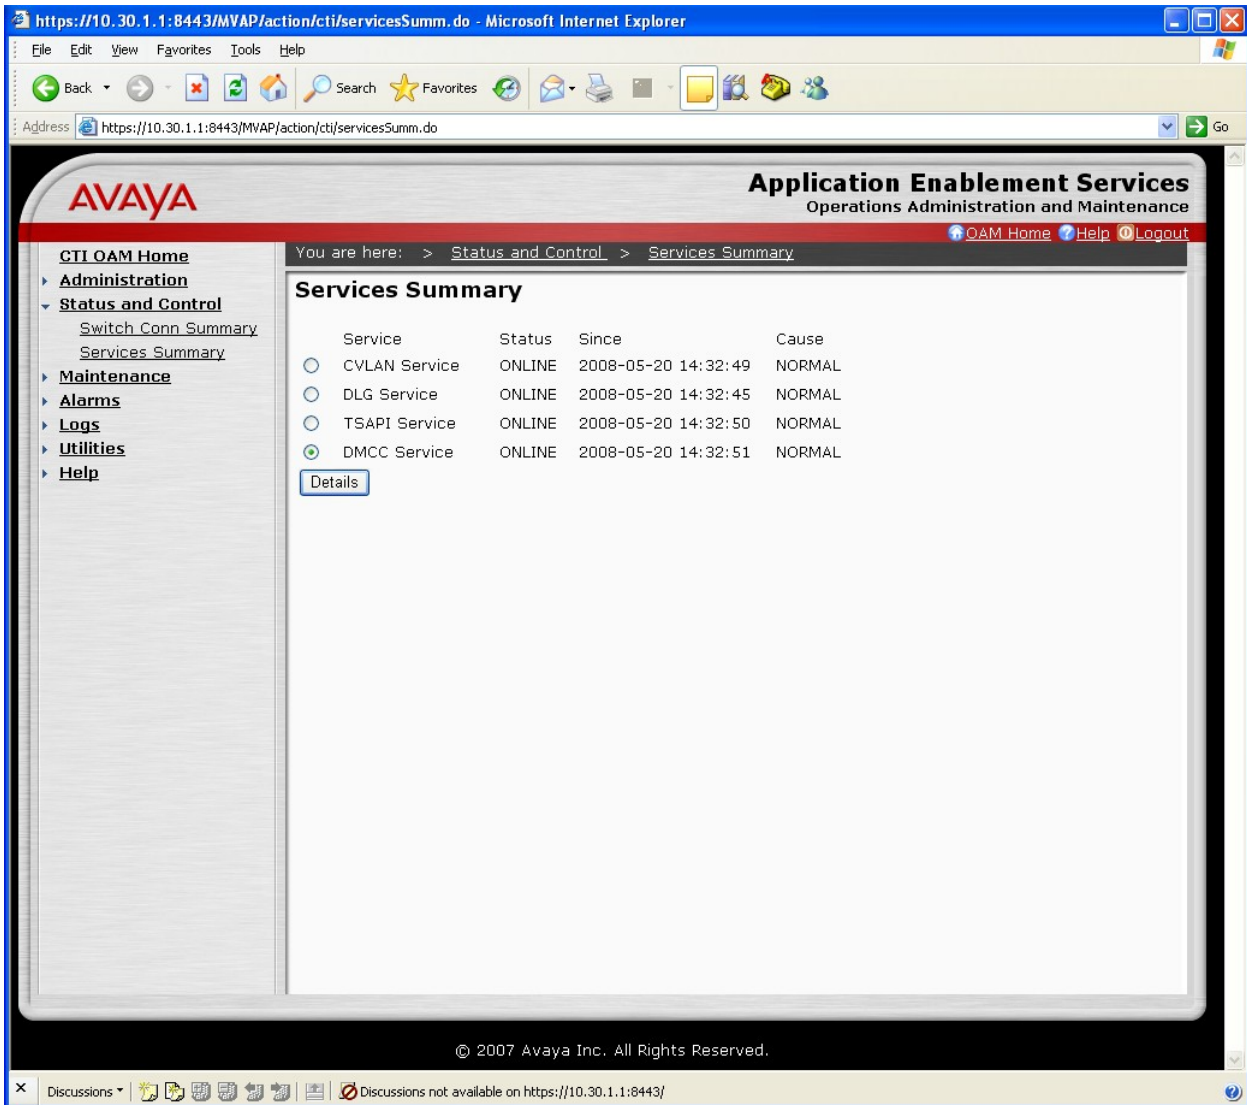 https://10.30.1.1:8443/MVAP/action/cti/servicesSumm.do - Microsoft Internet Explorer
File Edit View Favorites Tools Help
Back Search Favorites
Address https://10.30.1.1:8443/MVAP/action/cti/servicesSumm.do Go
AVAYA
Application Enablement Services
Operations Administration and Maintenance
OAM Home Help Logout
You are here: > Status and Control > Services Summary
CTI OAM Home
Administration
Status and Control
Switch Conn Summary
Services Summary
Maintenance
Alarms
Logs
Utilities
Help
Services Summary
Service Status Since Cause
CVLAN Service ONLINE 2008-05-20 14:32:49 NORMAL
DLG Service ONLINE 2008-05-20 14:32:45 NORMAL
TSAPI Service ONLINE 2008-05-20 14:32:50 NORMAL
DMCC Service ONLINE 2008-05-20 14:32:51 NORMAL
Details
© 2007 Avaya Inc. All Rights Reserved.
Discussions Discussions not available on https://10.30.1.1:8443/